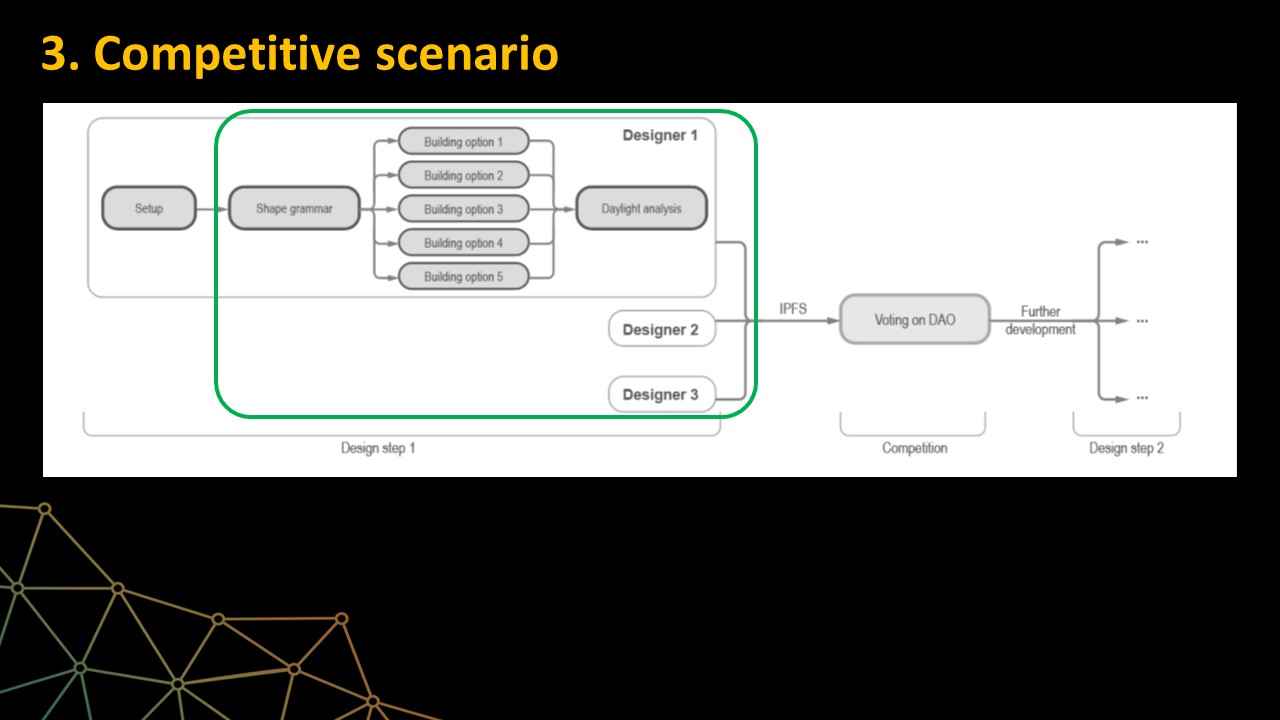 3. Competitive scenario
Designer 1
Setup
Shape grammar
Building option 1
Building option 2
Building option 3
Building option 4
Building option 5
Daylight analysis
Designer 2
Designer 3
IPFS
Voting on DAO
Further
development
...
...
...
Design step 1
Competition
Design step 2